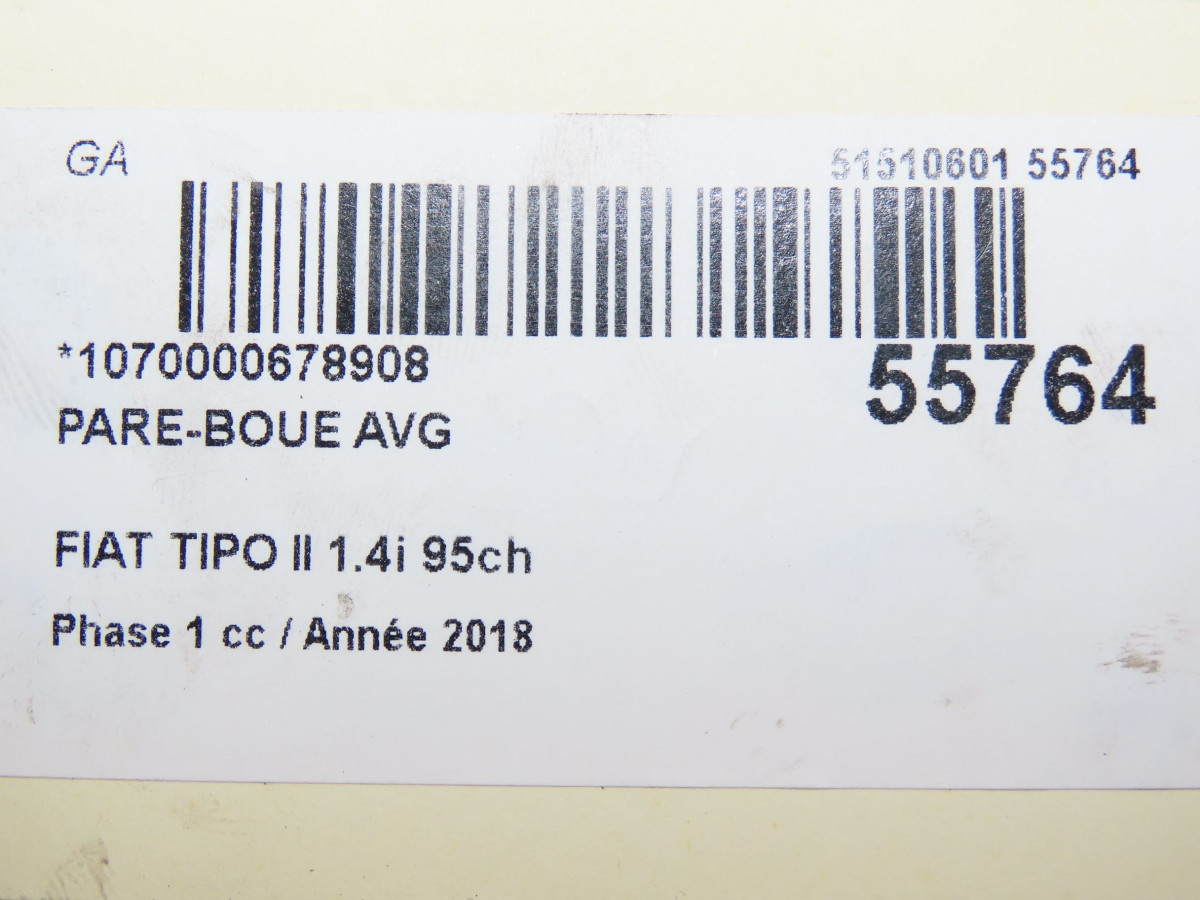 GA
51510601 55764
*1070000678908
55764
PARE-BOUE AVG
FIAT TIPO II 1.4i 95ch
Phase 1 cc / Année 2018